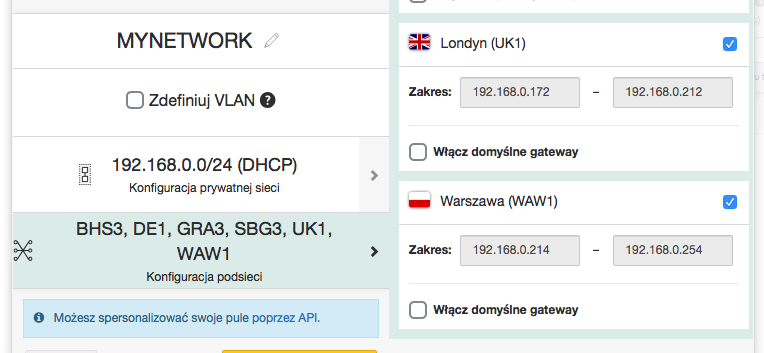 MYNETWORK
Zdefiniuj VLAN ?
192.168.0.0/24 (DHCP)
Konfiguracja prywatnej sieci
BHS3, DE1, GRA3, SBG3, UK1,
WAW1
Konfiguracja podsieci
i Możesz spersonalizować swoje pule poprzez API.
Londyn (UK1)
Zakres: 192.168.0.172 – 192.168.0.212
Włącz domyślne gateway
Warszawa (WAW1)
Zakres: 192.168.0.214 – 192.168.0.254
Włącz domyślne gateway